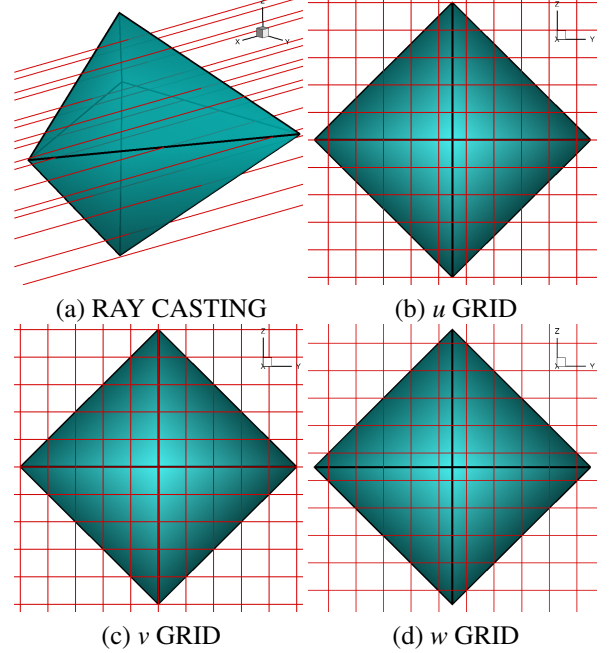 Z
X
Y
Z
X
Y
(a) RAY CASTING
(b) u GRID
Z
X
Y
Z
X
Y
(c) v GRID
(d) w GRID